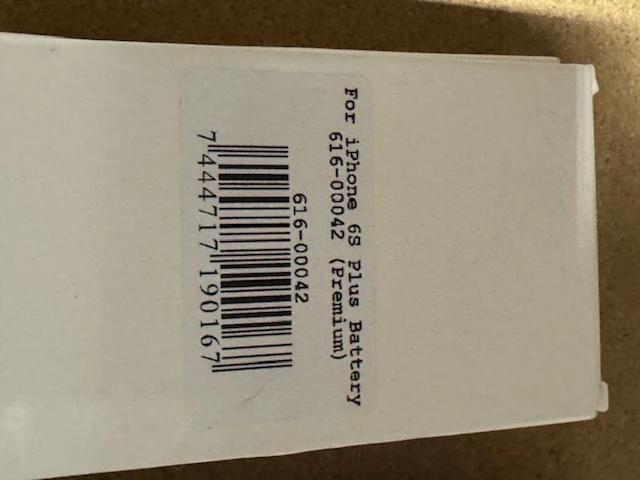 For iPhone 6S Plus Battery
616-00042 (Premium)
616-00042
7 444717 190167